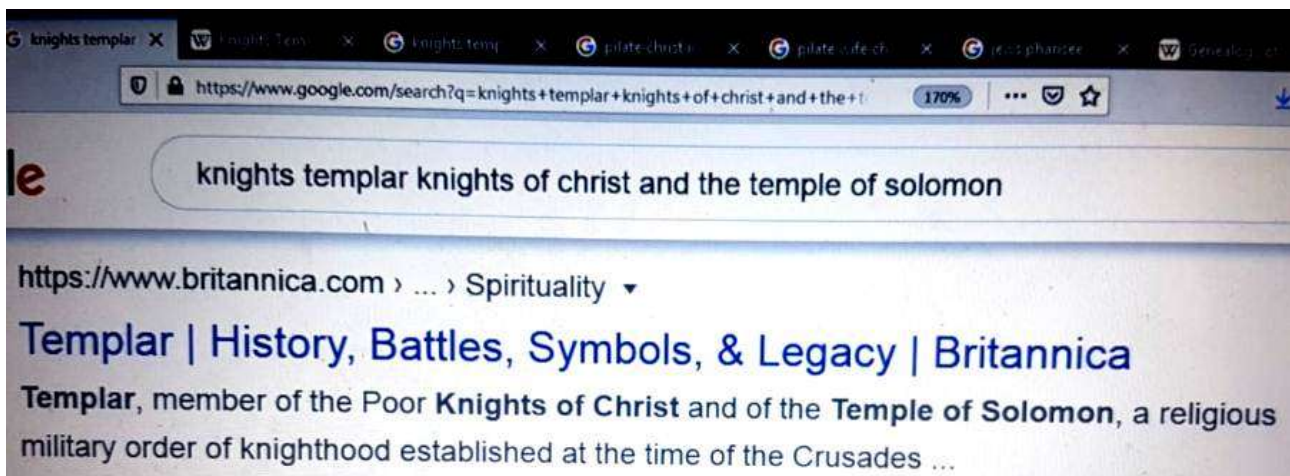 knights templar
https://www.google.com/search?q=knights+templar+knights+of+christ+and+the+t
170%
le
knights templar knights of christ and the temple of solomon
https://www.britannica.com › ... › Spirituality
Templar | History, Battles, Symbols, & Legacy | Britannica
Templar, member of the Poor Knights of Christ and of the Temple of Solomon, a religious
military order of knighthood established at the time of the Crusades ...